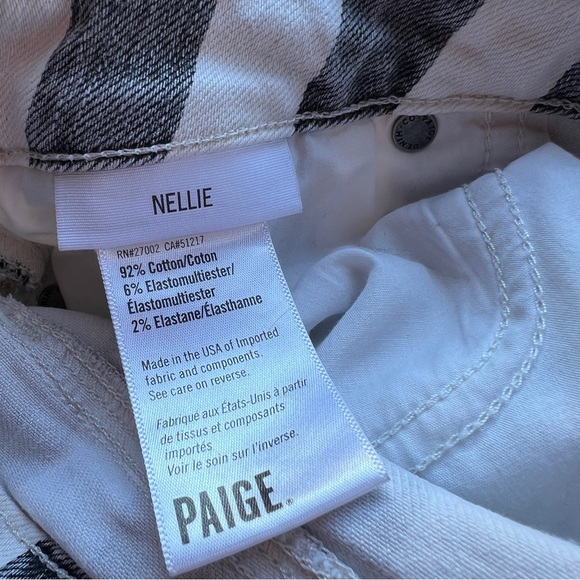 NELLIE
RN#27002 CA#51217
92% Cotton/Coton
6% Elastomultiester/
Élastomultiester
2% Elastane/Élasthanne
Made in the USA of Imported
fabric and components.
See care on reverse.
Fabriqué aux États-Unis à partir
de tissus et composants
importés
Voir le soin sur l'inverse.
PAIGE®